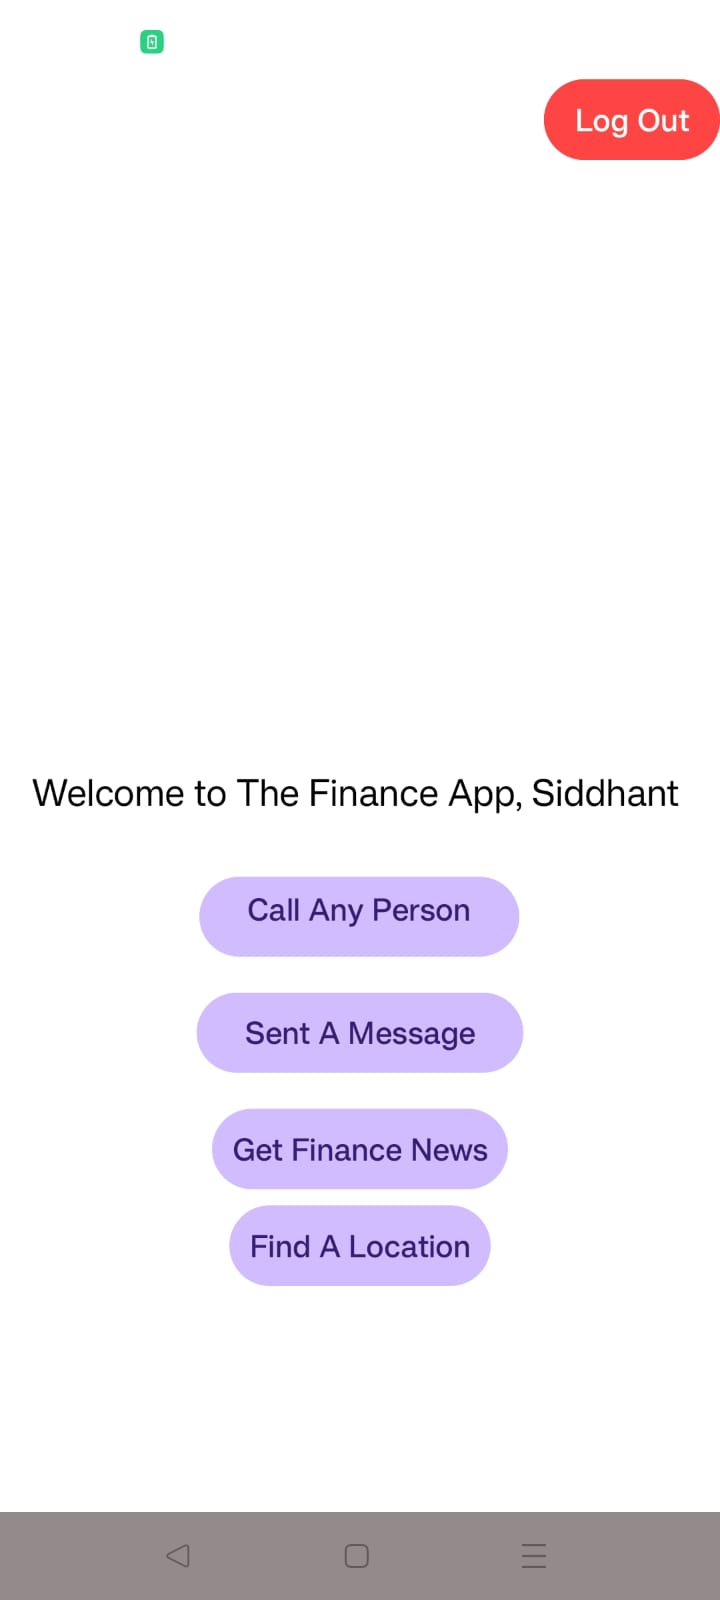 Log Out
Welcome to The Finance App, Siddhant
Call Any Person
Sent A Message
Get Finance News
Find A Location